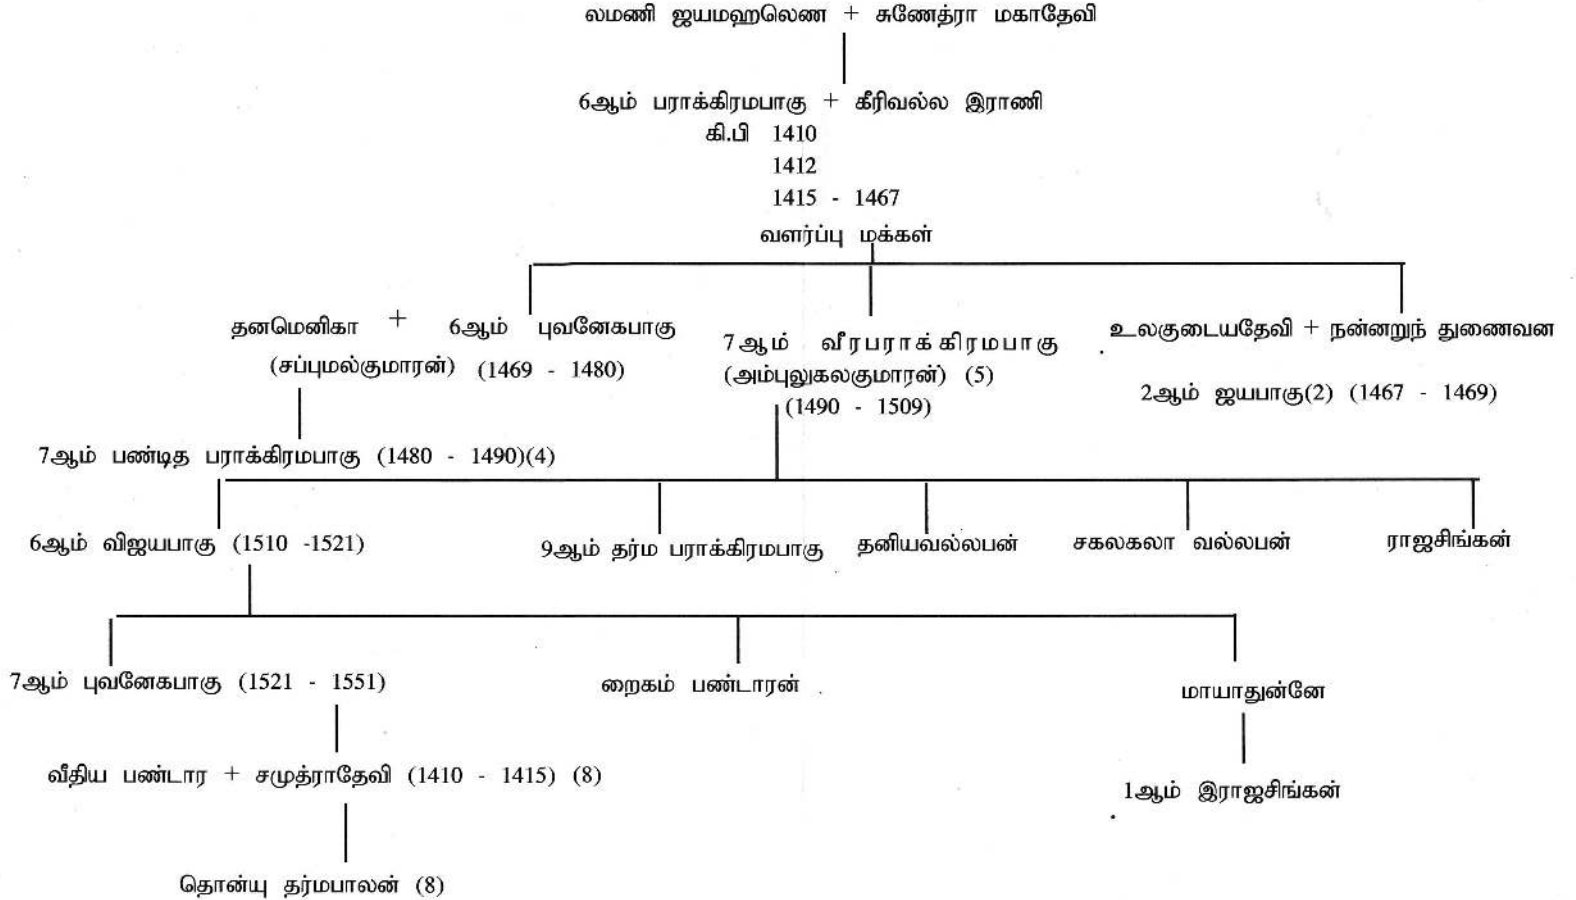 லமணி ஜயமஹலெண + சுணேத்ரா மகாதேவி
6ஆம் பராக்கிரமபாகு + கீரிவல்ல இராணி
கி.பி 1410
1412
1415 - 1467
வளர்ப்பு மக்கள்
தனமெனிகா + 6ஆம் புவனேகபாகு
(சப்புமல்குமாரன்) (1469 - 1480)
7ஆம் வீரபராக்கிரமபாகு
(அம்புலுகலகுமாரன்) (5)
(1490 - 1509)
உலகுடையதேவி + நன்னறுந் துணைவன
2ஆம் ஜயபாகு(2) (1467 - 1469)
7ஆம் பண்டித பராக்கிரமபாகு (1480 - 1490)(4)
6ஆம் விஜயபாகு (1510 -1521)
9ஆம் தர்ம பராக்கிரமபாகு
தனியவல்லபன்
சகலகலா வல்லபன்
ராஜசிங்கன்
7ஆம் புவனேகபாகு (1521 - 1551)
றைகம் பண்டாரன்
மாயாதுன்னே
வீதிய பண்டார + சமுத்ராதேவி (1410 - 1415) (8)
1ஆம் இராஜசிங்கன்
தொன்யு தர்மபாலன் (8)